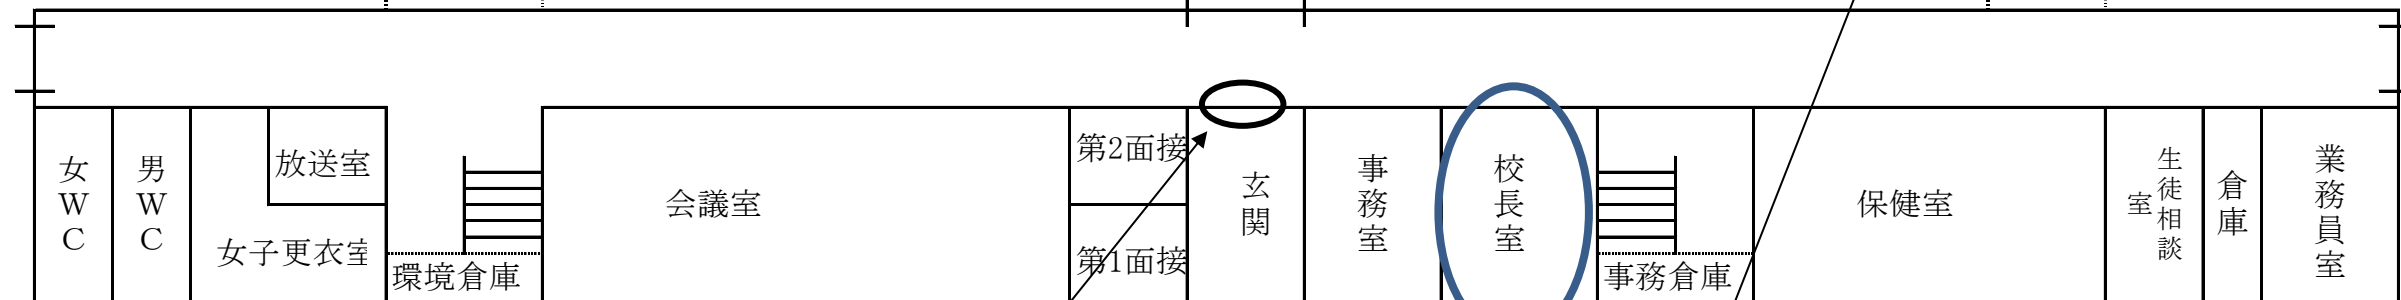 女WC
男WC
放送室
女子更衣室
環境倉庫
会議室
第2面接
第1面接
玄関
事務室
校長室
事務倉庫
保健室
生徒相談
室
倉庫
業務員室